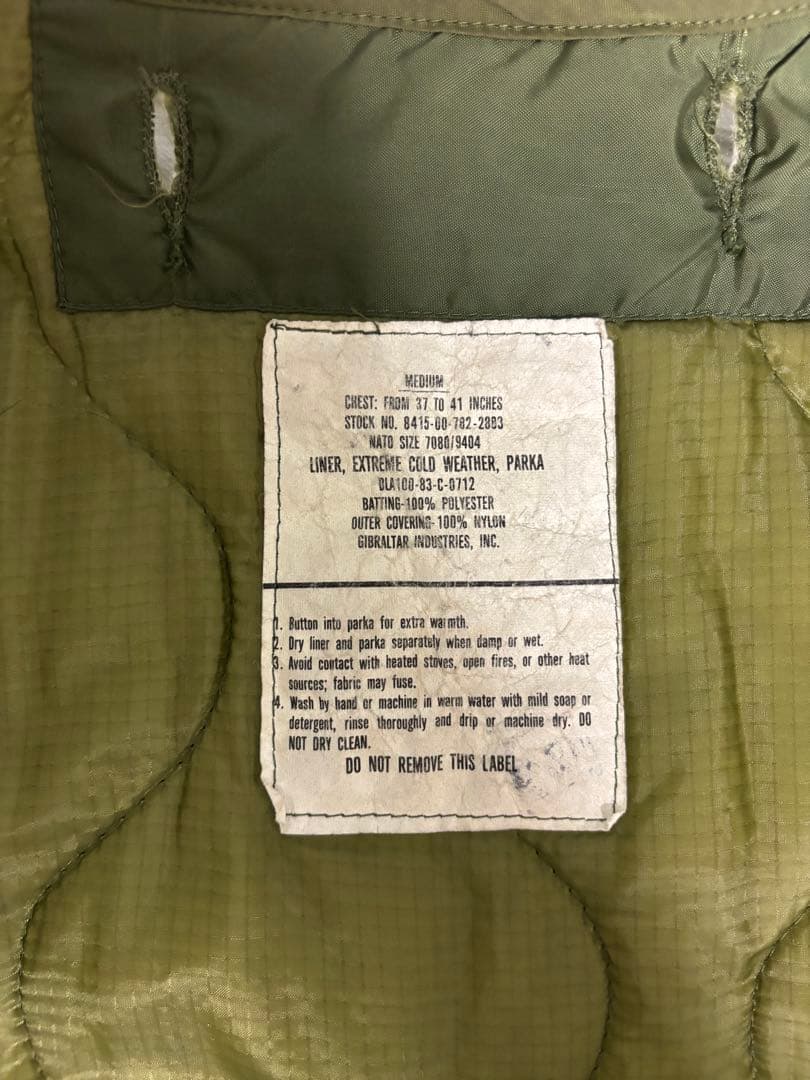 MEDIUM
CHEST: FROM 37 TO 41 INCHES
STOCK NO. 8415-00-782-2883
NATO SIZE 7080/9404
LINER, EXTREME COLD WEATHER, PARKA
DLA100-83-C-0712
BATTING-100% POLYESTER
OUTER COVERING-100% NYLON
GIBRALTAR INDUSTRIES, INC.
1. Button into parka for extra warmth.
2. Dry liner and parka separately when damp or wet.
3. Avoid contact with heated stoves, open fires, or other heat
sources; fabric may fuse.
4. Wash by hand or machine in warm water with mild soap or
detergent, rinse thoroughly and drip or machine dry. DO
NOT DRY CLEAN.
DO NOT REMOVE THIS LABEL